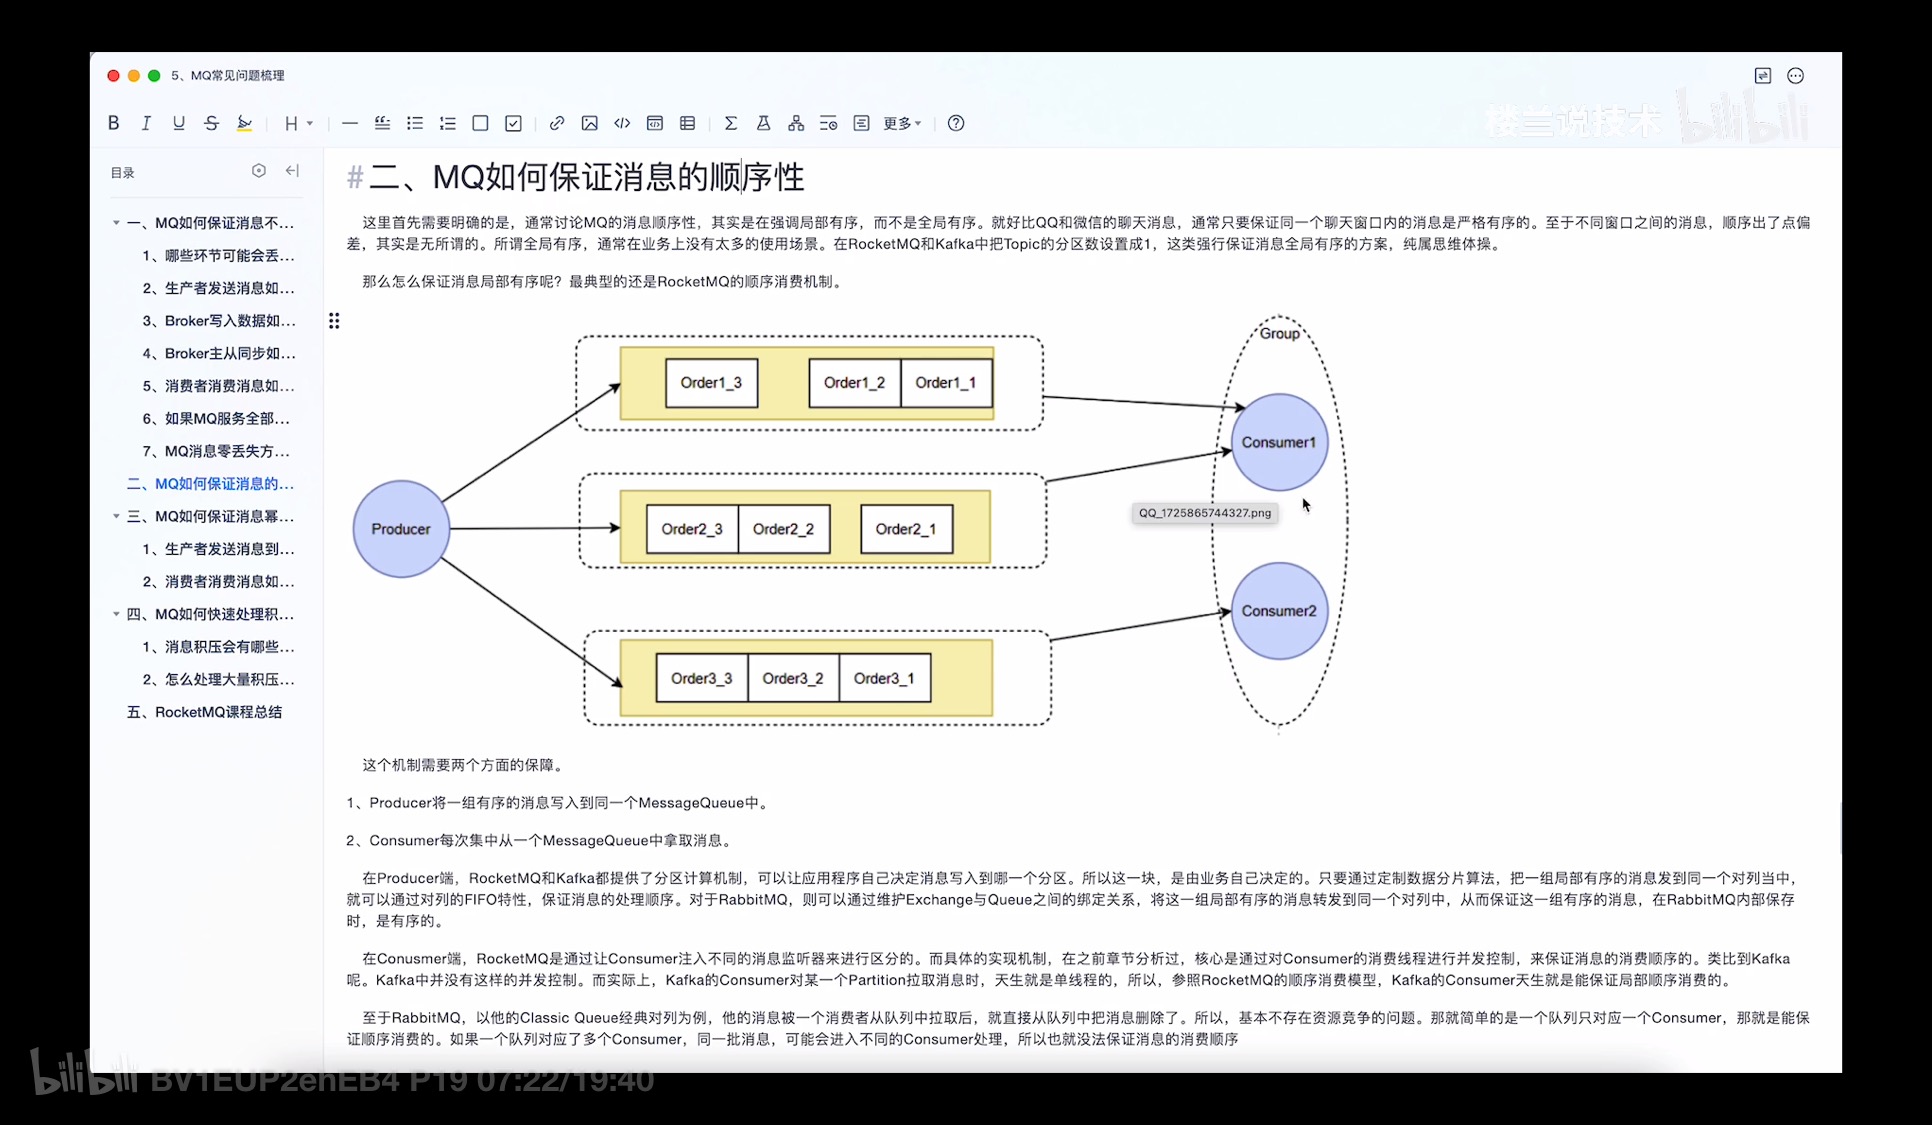 5、MQ常见问题梳理
B I U S H 更多
楼兰说技术 bilibili
目录
一、MQ如何保证消息不...
1、哪些环节可能会丢...
2、生产者发送消息如...
3、Broker写入数据如...
4、Broker主从同步如...
5、消费者消费消息如...
6、如果MQ服务全部...
7、MQ消息零丢失方...
二、MQ如何保证消息的...
三、MQ如何保证消息幂...
1、生产者发送消息到...
2、消费者消费消息如...
四、MQ如何快速处理积...
1、消息积压会有哪些...
2、怎么处理大量积压...
五、RocketMQ课程总结
#二、MQ如何保证消息的顺序性
这里首先需要明确的是，通常讨论MQ的消息顺序性，其实是在强调局部有序，而不是全局有序。就好比QQ和微信的聊天消息，通常只要保证同一个聊天窗口内的消息是严格有序的。至于不同窗口之间的消息，顺序出了点偏
差，其实是无所谓的。所谓全局有序，通常在业务上没有太多的使用场景。在RocketMQ和Kafka中把Topic的分区数设置成1，这类强行保证消息全局有序的方案，纯属思维体操。
那么怎么保证消息局部有序呢？最典型的还是RocketMQ的顺序消费机制。
Group
Order1_3 Order1_2 Order1_1
Consumer1
QQ_1725865744327.png
Producer
Order2_3 Order2_2 Order2_1
Consumer2
Order3_3 Order3_2 Order3_1
这个机制需要两个方面的保障。
1、Producer将一组有序的消息写入到同一个MessageQueue中。
2、Consumer每次集中从一个MessageQueue中拿取消息。
在Producer端，RocketMQ和Kafka都提供了分区计算机制，可以让应用程序自己决定消息写入到哪一个分区。所以这一块，是由业务自己决定的。只要通过定制数据分片算法，把一组局部有序的消息发到同一个对列当中，
就可以通过对列的FIFO特性，保证消息的处理顺序。对于RabbitMQ，则可以通过维护Exchange与Queue之间的绑定关系，将这一组局部有序的消息转发到同一个对列中，从而保证这一组有序的消息，在RabbitMQ内部保存
时，是有序的。
在Conusmer端，RocketMQ是通过让Consumer注入不同的消息监听器来进行区分的。而具体的实现机制，在之前章节分析过，核心是通过对Consumer的消费线程进行并发控制，来保证消息的消费顺序的。类比到Kafka
呢。Kafka中并没有这样的并发控制。而实际上，Kafka的Consumer对某一个Partition拉取消息时，天生就是单线程的，所以，参照RocketMQ的顺序消费模型，Kafka的Consumer天生就是能保证局部顺序消费的。
至于RabbitMQ，以他的Classic Queue经典对列为例，他的消息被一个消费者从队列中拉取后，就直接从队列中把消息删除了。所以，基本不存在资源竞争的问题。那就简单的是一个队列只对应一个Consumer，那就是能保
证顺序消费的。如果一个队列对应了多个Consumer，同一批消息，可能会进入不同的Consumer处理，所以也就没法保证消息的消费顺序
bilibili BV1EUP2ehEB4 P19 07:22/19:40